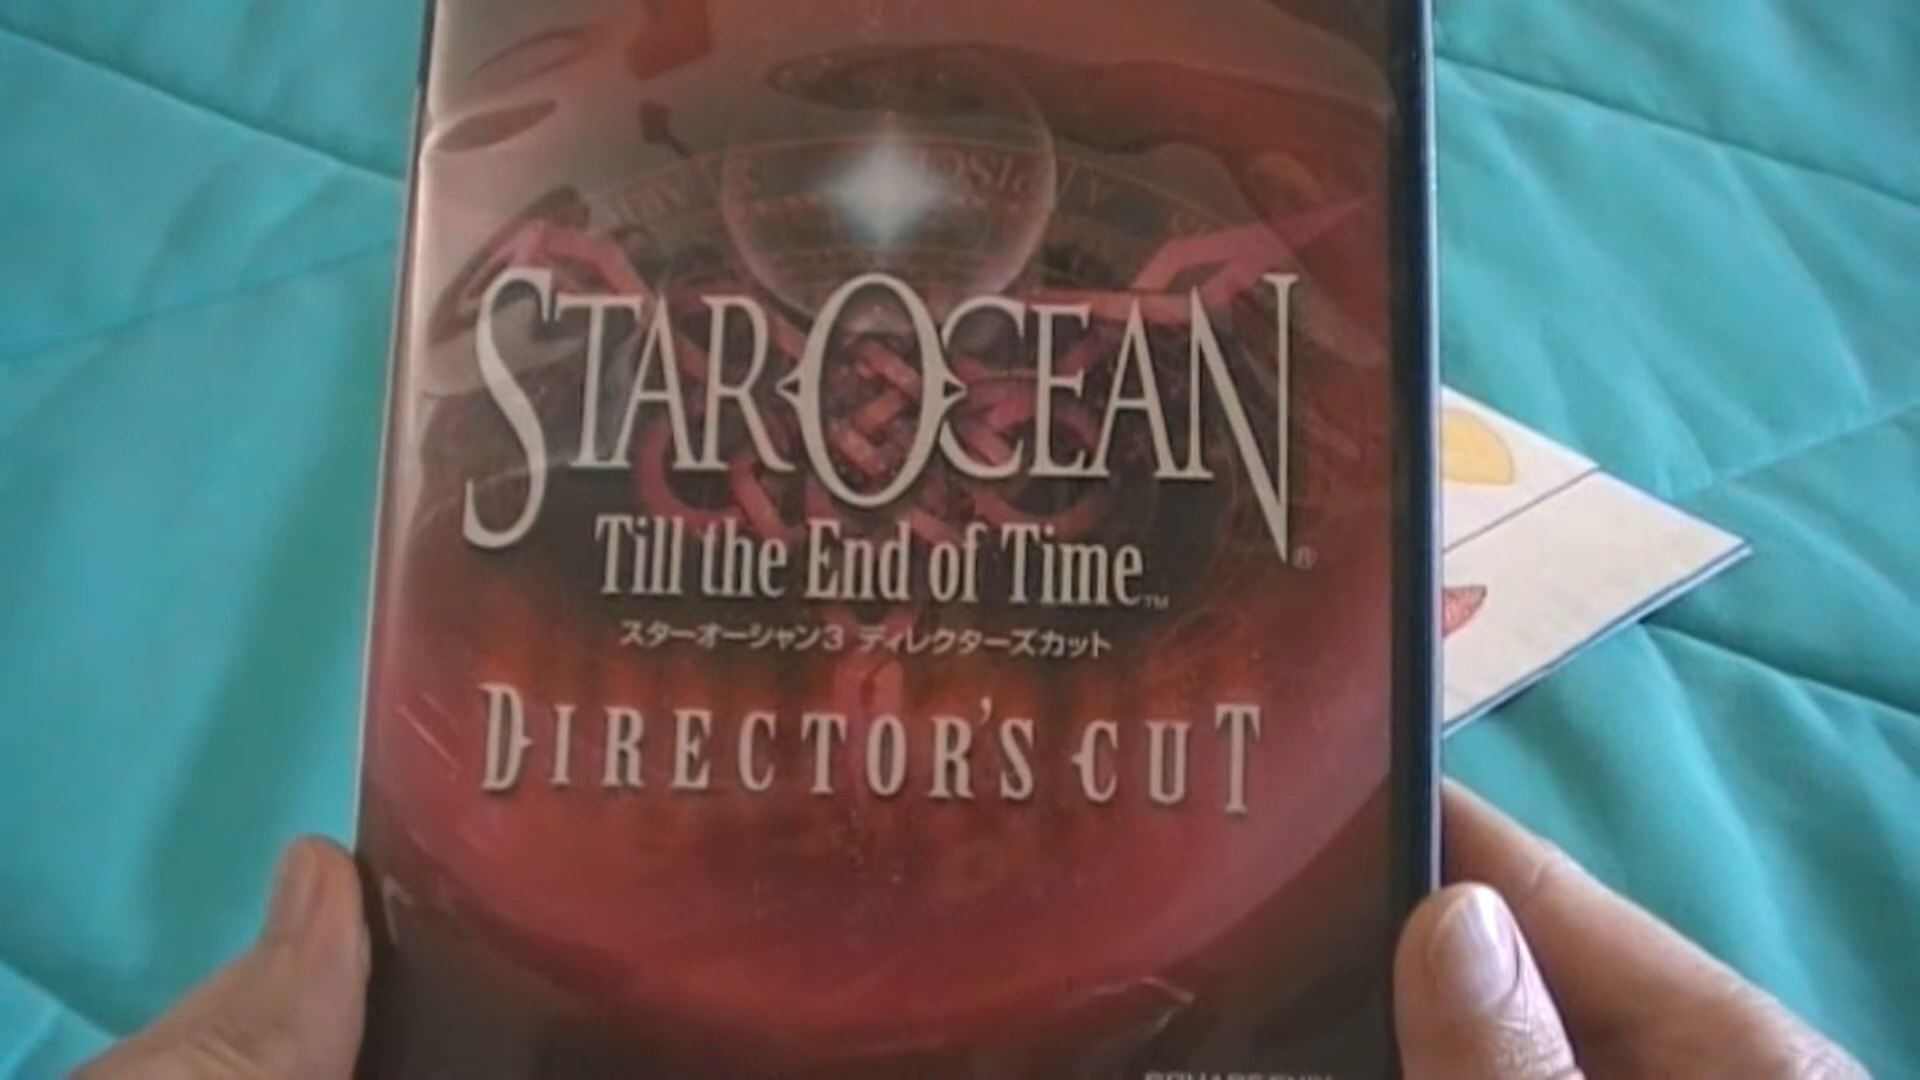 STAR OCEAN®
Till the End of Time™
スターオーシャン3 ディレクターズカット
DIRECTOR'S CUT